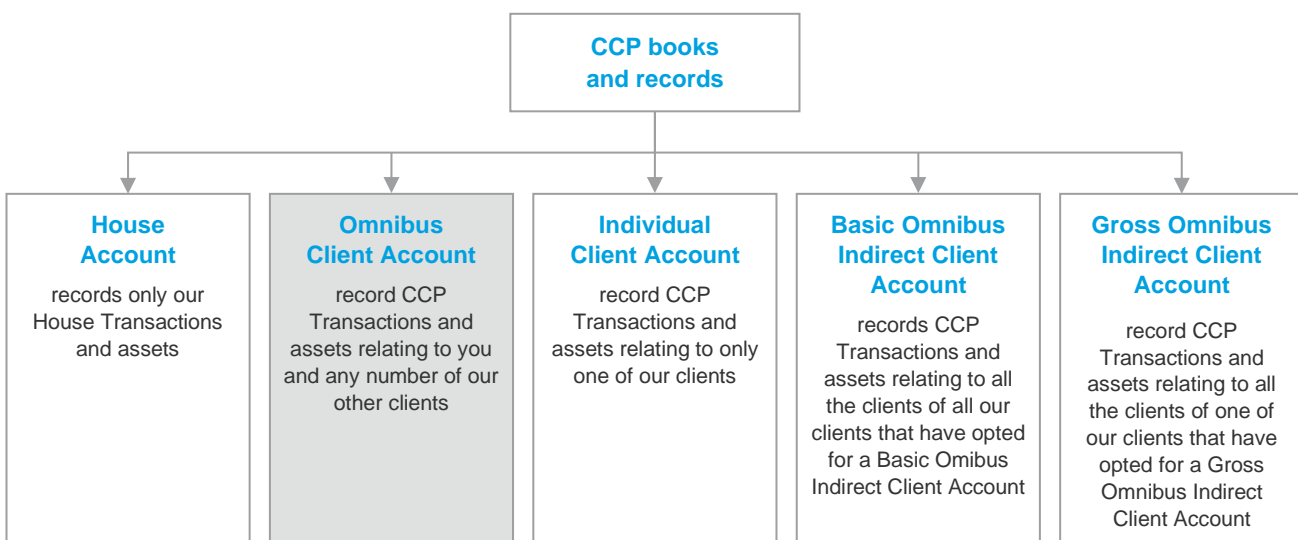 CCP books
and records
House
Account
records only our
House Transactions
and assets
Omnibus
Client Account
record CCP
Transactions and
assets relating to you
and any number of our
other clients
Individual
Client Account
record CCP
Transactions and
assets relating to only
one of our clients
Basic Omnibus
Indirect Client
Account
records CCP
Transactions and
assets relating to all
the clients of all our
clients that have opted
for a Basic Omibus
Indirect Client Account
Gross Omnibus
Indirect Client
Account
record CCP
Transactions and
assets relating to all
the clients of one of
our clients that have
opted for a Gross
Omnibus Indirect
Client Account